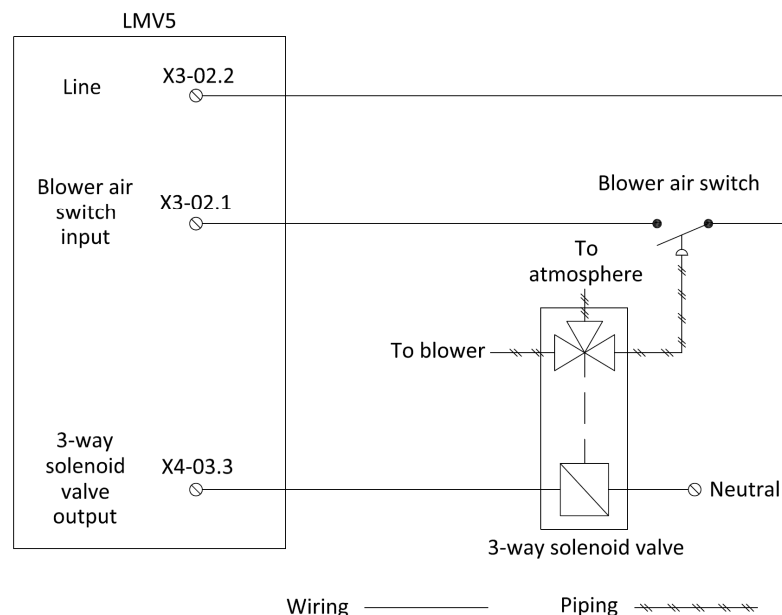 LMV5
Line
X3-02.2
Blower air
switch
input
X3-02.1
Blower air switch
To
atmosphere
To blower
3-way
solenoid
valve
output
X4-03.3
Neutral
3-way solenoid valve
Wiring
Piping